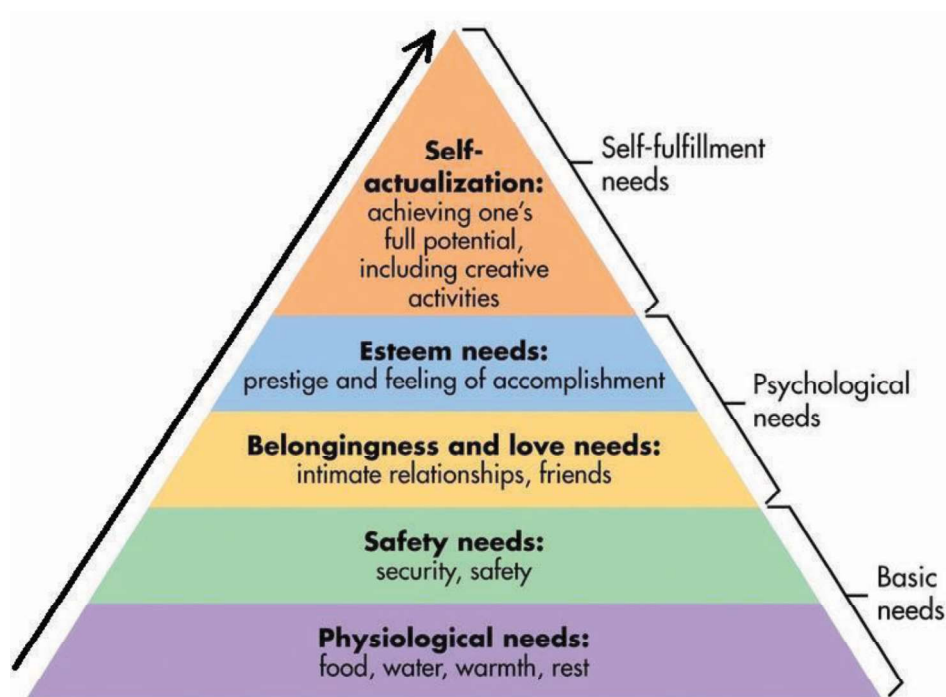 Self-
actualization:
achieving one's
full potential,
including creative
activities
Self-fulfillment
needs
Esteem needs:
prestige and feeling of accomplishment
Psychological
needs
Belongingness and love needs:
intimate relationships, friends
Safety needs:
security, safety
Basic
needs
Physiological needs:
food, water, warmth, rest